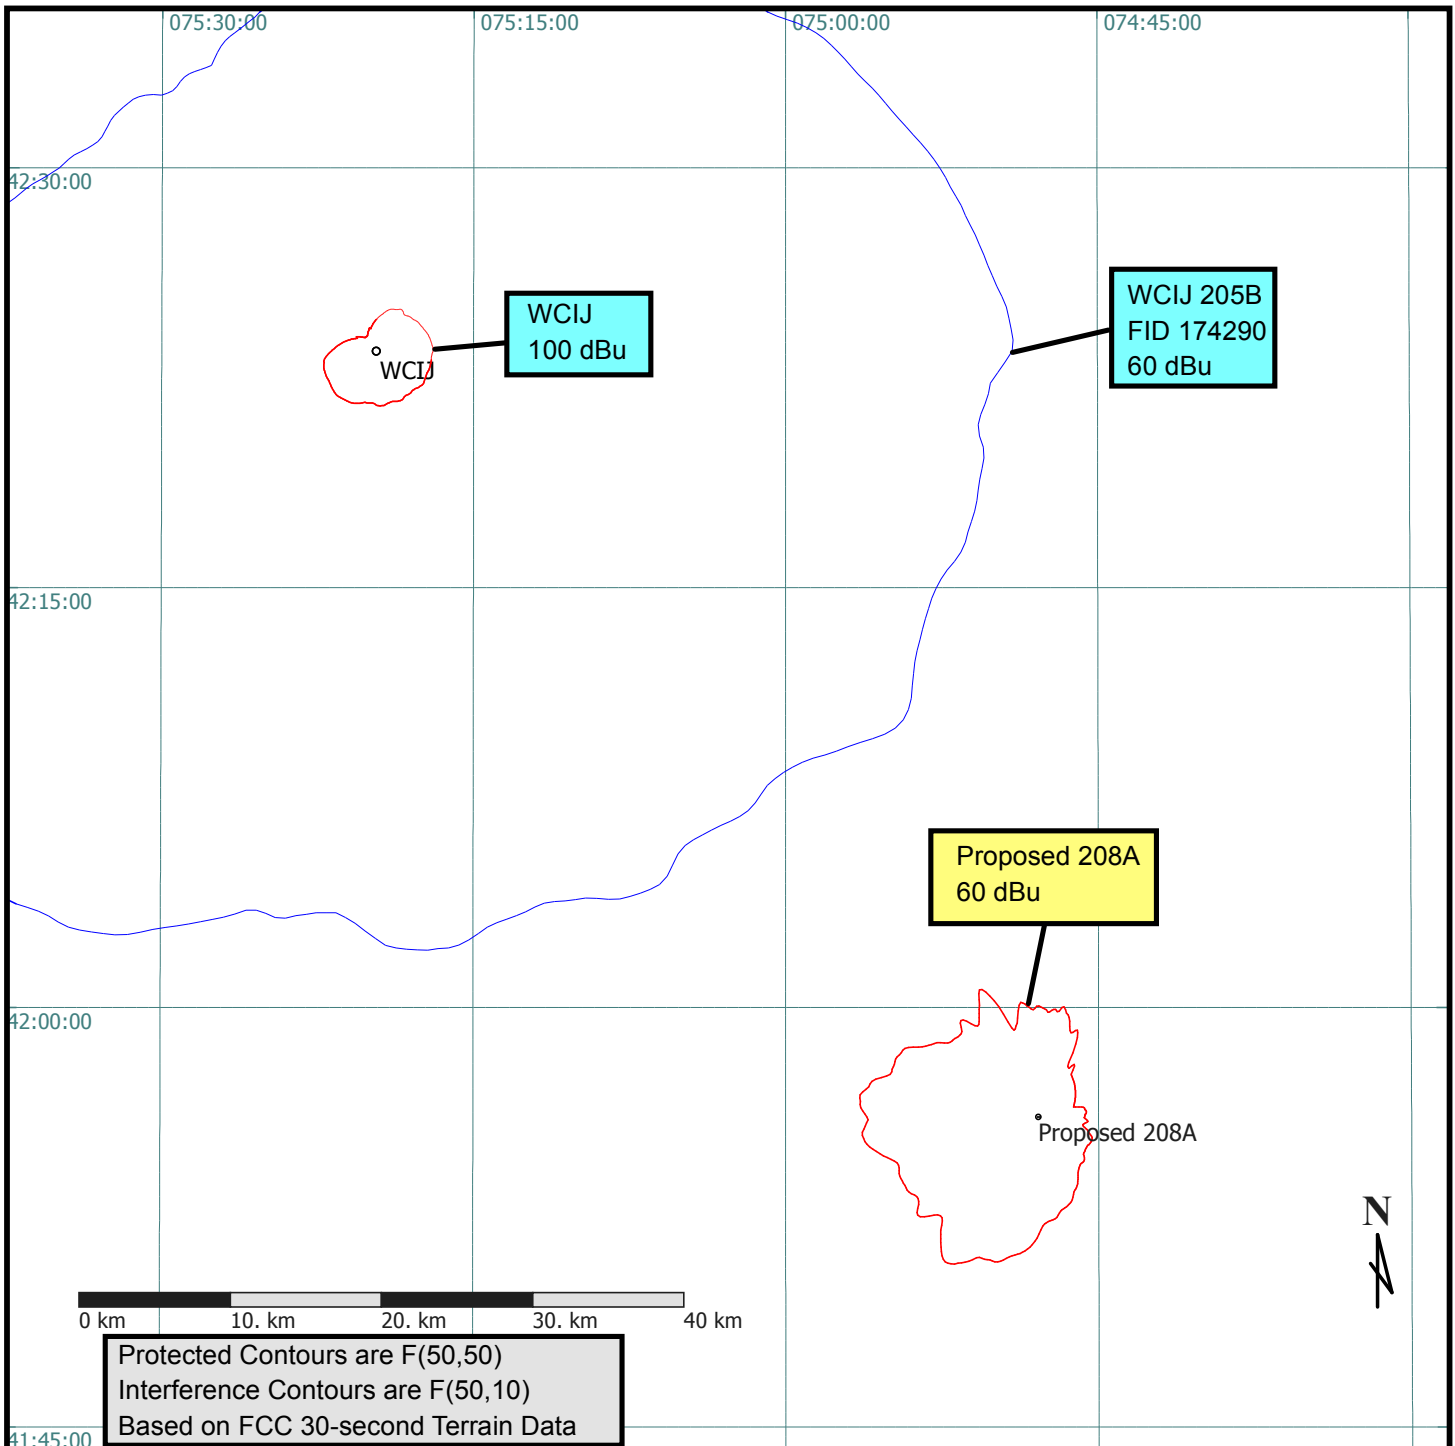 075:30:00
075:15:00
075:00:00
074:45:00
42:30:00
WCIJ
100 dBu
WCIJ 205B
FID 174290
60 dBu
WCIJ
42:15:00
Proposed 208A
60 dBu
42:00:00
Proposed 208A
N
0 km
10. km
20. km
30. km
40 km
Protected Contours are F(50,50)
Interference Contours are F(50,10)
Based on FCC 30-second Terrain Data
41:45:00